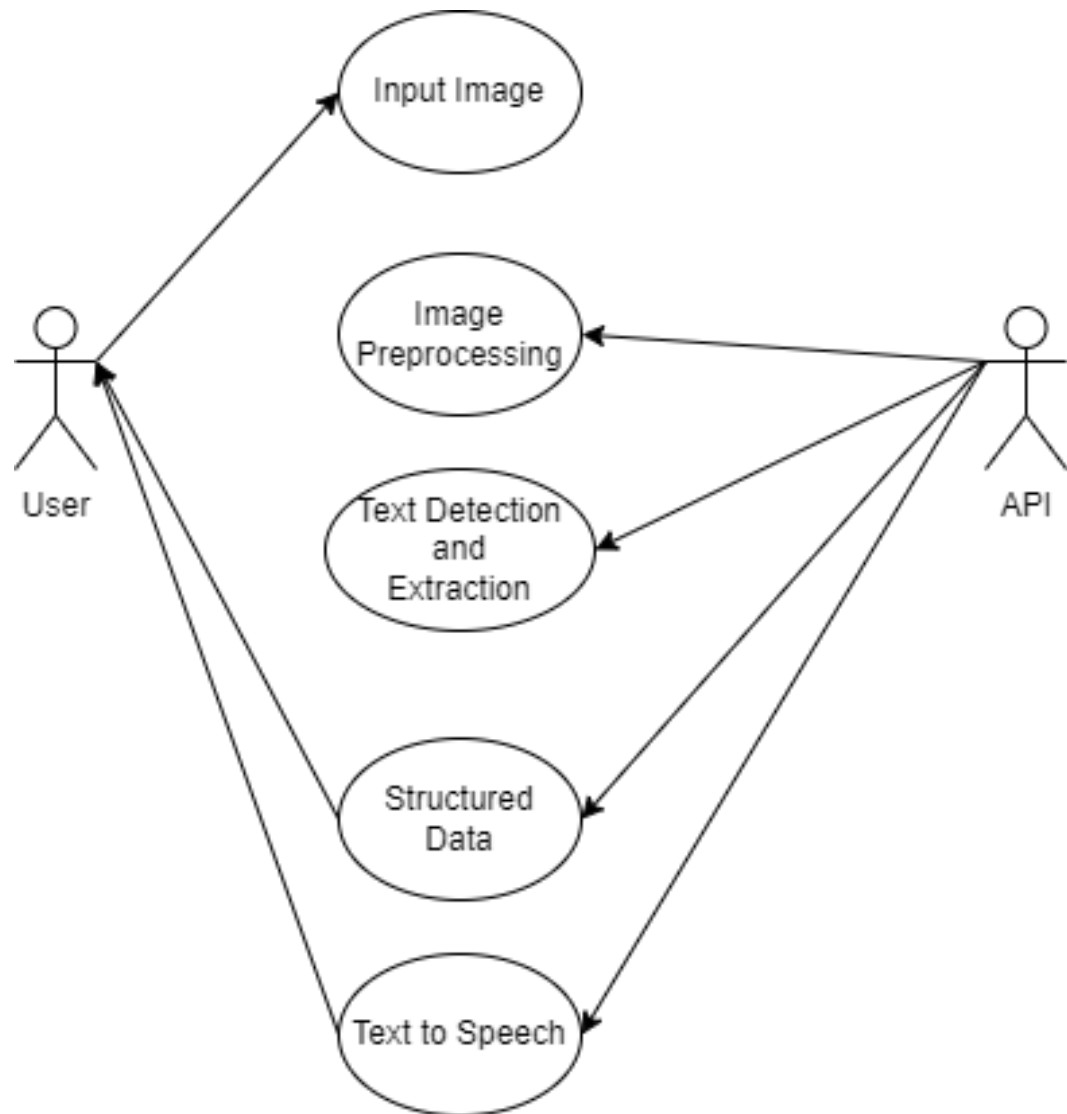 Input Image
Image
Preprocessing
User
API
Text Detection
and
Extraction
Structured
Data
Text to Speech